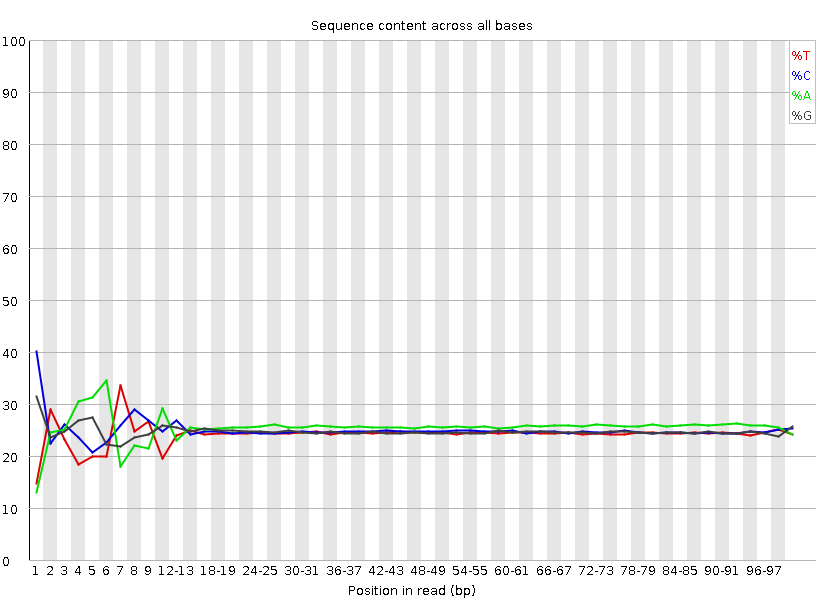 Sequence content across all bases
100
90
80
70
60
50
40
30
20
10
0
%T
%C
%A
%G
1 2 3 4 5 6 7 8 9 12-13 18-19 24-25 30-31 36-37 42-43 48-49 54-55 60-61 66-67 72-73 78-79 84-85 90-91 96-97
Position in read (bp)